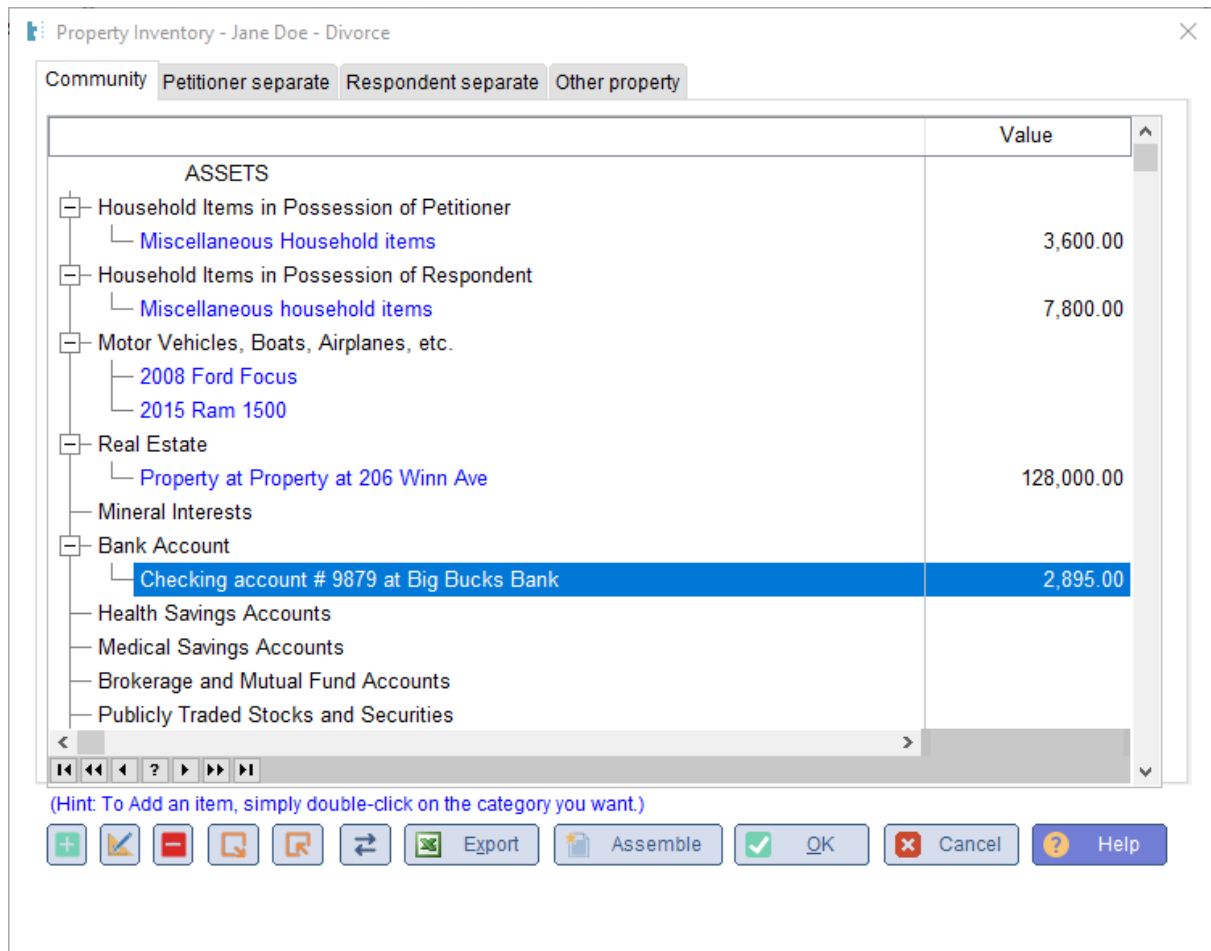 Property Inventory - Jane Doe - Divorce
Community Petitioner separate Respondent separate Other property
Value
ASSETS
Household Items in Possession of Petitioner
Miscellaneous Household items 3,600.00
Household Items in Possession of Respondent
Miscellaneous household items 7,800.00
Motor Vehicles, Boats, Airplanes, etc.
2008 Ford Focus
2015 Ram 1500
Real Estate
Property at Property at 206 Winn Ave 128,000.00
Mineral Interests
Bank Account
Checking account # 9879 at Big Bucks Bank 2,895.00
Health Savings Accounts
Medical Savings Accounts
Brokerage and Mutual Fund Accounts
Publicly Traded Stocks and Securities
?
(Hint: To Add an item, simply double-click on the category you want.)
Export Assemble OK Cancel ? Help